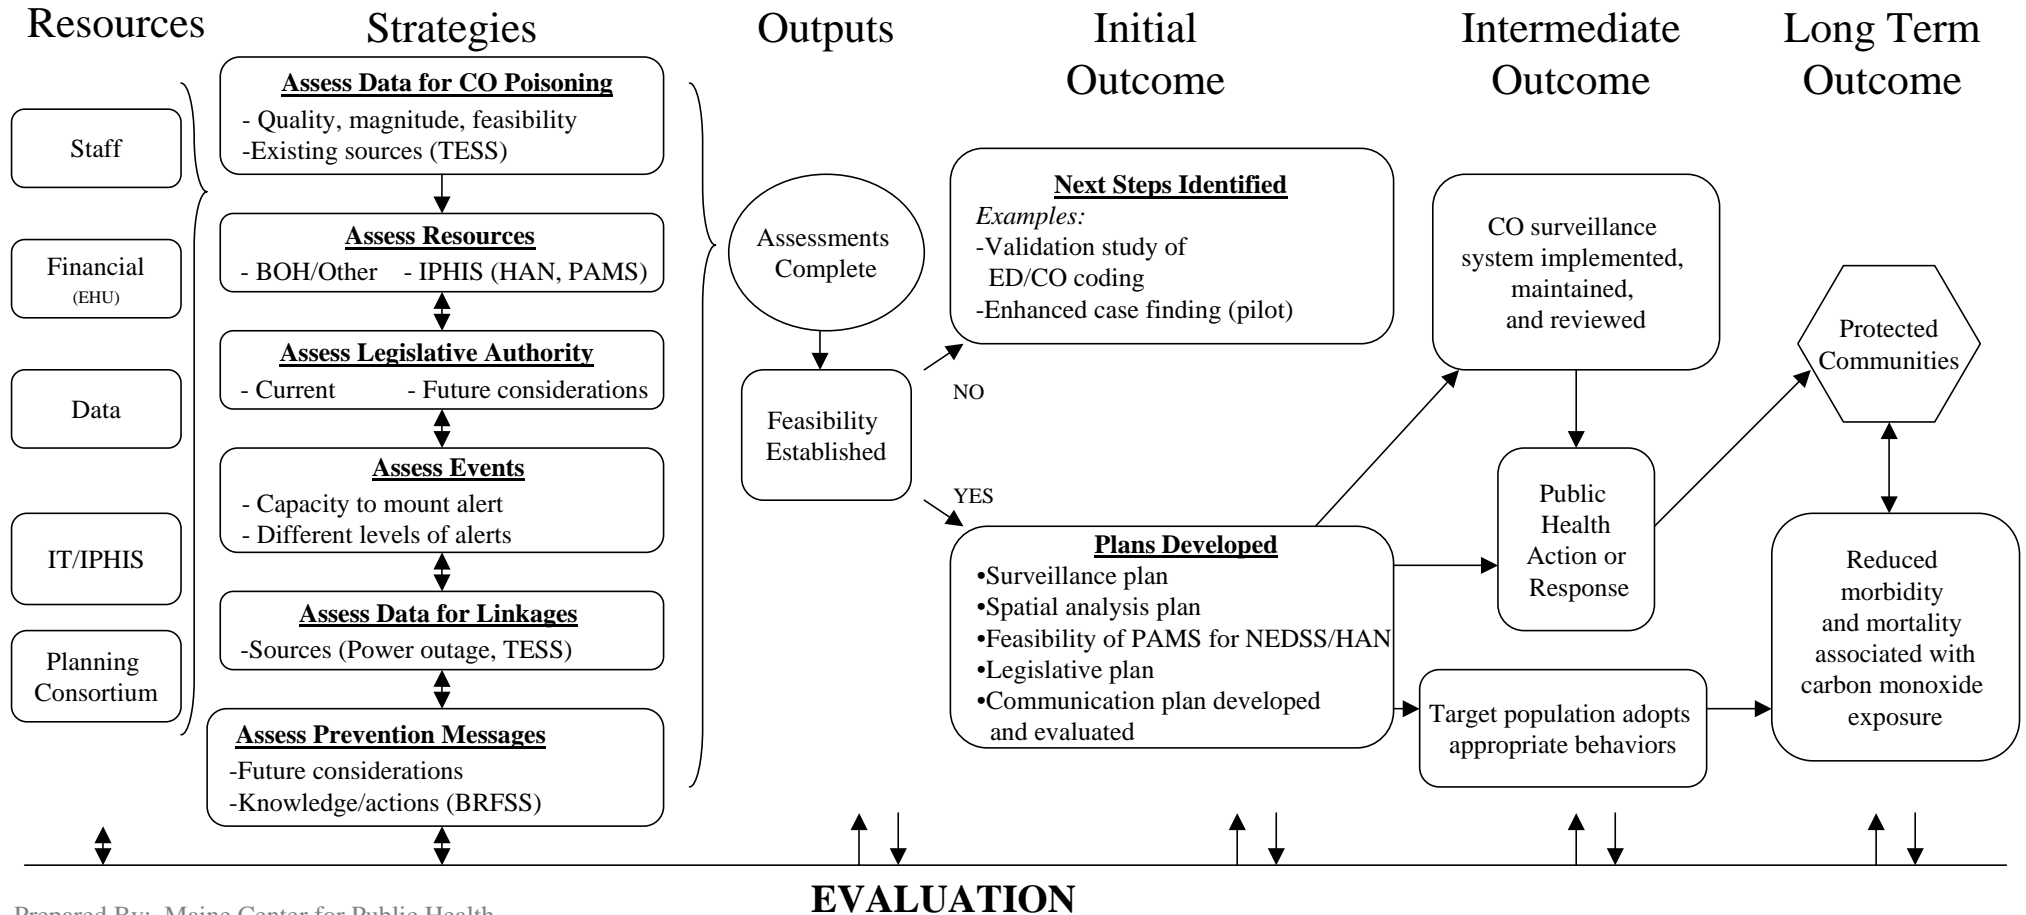 Resources
Strategies
Outputs
Initial
Outcome
Intermediate
Outcome
Long Term
Outcome
Staff
Financial
(EHU)
Data
IT/IPHIS
Planning
Consortium
Assess Data for CO Poisoning
- Quality, magnitude, feasibility
-Existing sources (TESS)
Assess Resources
- BOH/Other - IPHIS (HAN, PAMS)
Assess Legislative Authority
- Current - Future considerations
Assess Events
- Capacity to mount alert
- Different levels of alerts
Assess Data for Linkages
-Sources (Power outage, TESS)
Assess Prevention Messages
-Future considerations
-Knowledge/actions (BRFSS)
Assessments
Complete
Feasibility
Established
NO
YES
Next Steps Identified
Examples:
-Validation study of
ED/CO coding
-Enhanced case finding (pilot)
Plans Developed
•Surveillance plan
•Spatial analysis plan
•Feasibility of PAMS for NEDSS/HAN
•Legislative plan
•Communication plan developed
and evaluated
CO surveillance
system implemented,
maintained,
and reviewed
Public
Health
Action or
Response
Target population adopts
appropriate behaviors
Protected
Communities
Reduced
morbidity
and mortality
associated with
carbon monoxide
exposure
EVALUATION
Prepared By: Maine Center for Public Health